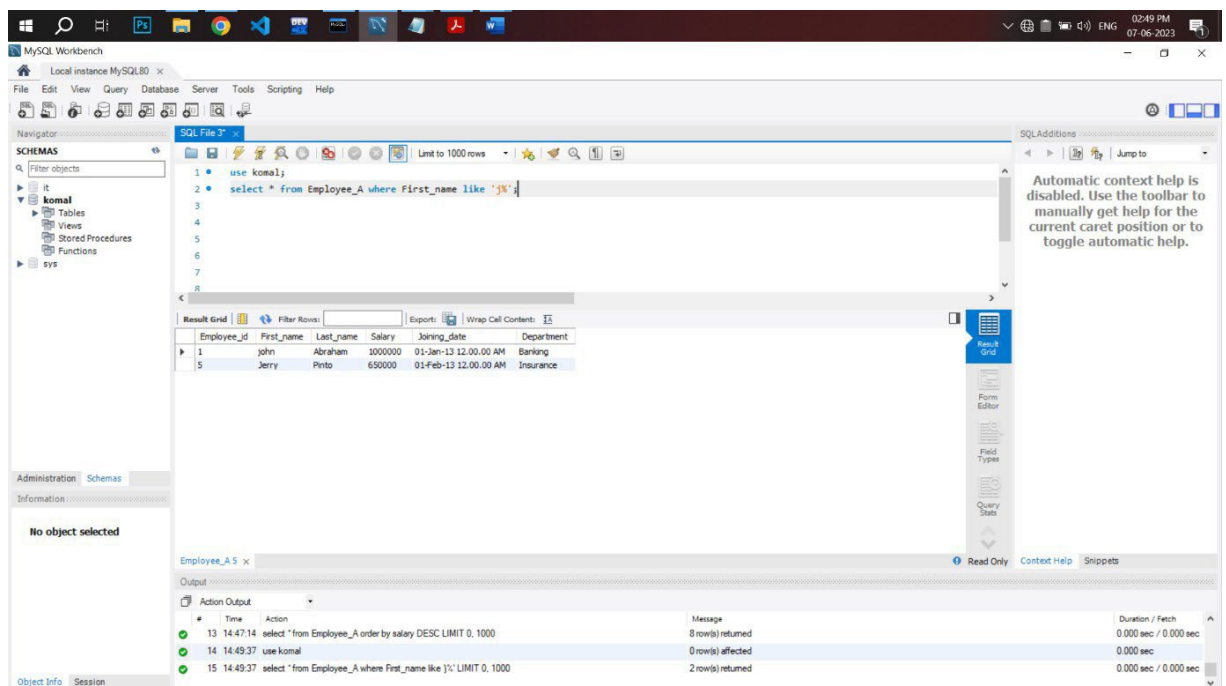 02:49 PM
ENG
07-06-2023
Ps
DEV
W
MySQL Workbench
Local instance MySQL80
File Edit View Query Database Server Tools Scripting Help
Navigator
SCHEMAS
Filter objects
it
komal
Tables
Views
Stored Procedures
Functions
sys
Administration Schemas
Information
No object selected
Object Info Session
SQL File 3*
Limit to 1000 rows
1 use komal;
2 select * from Employee_A where First_name like 'j%';
3
4
5
6
7
8
Result Grid Filter Rows: Export: Wrap Cell Content:
Employee_id First_name Last_name Salary Joining_date Department
1 john Abraham 1000000 01-Jan-13 12.00.00 AM Banking
5 Jerry Pinto 650000 01-Feb-13 12.00.00 AM Insurance
Result
Grid
Form
Editor
Field
Types
Query
Stats
Employee_A 5
Read Only
SQLAdditions
Jump to
Automatic context help is
disabled. Use the toolbar to
manually get help for the
current caret position or to
toggle automatic help.
Context Help Snippets
Output
Action Output
# Time Action Message Duration / Fetch
13 14:47:14 select * from Employee_A order by salary DESC LIMIT 0, 1000 8 row(s) returned 0.000 sec / 0.000 sec
14 14:49:37 use komal 0 row(s) affected 0.000 sec
15 14:49:37 select * from Employee_A where First_name like 'j%' LIMIT 0, 1000 2 row(s) returned 0.000 sec / 0.000 sec